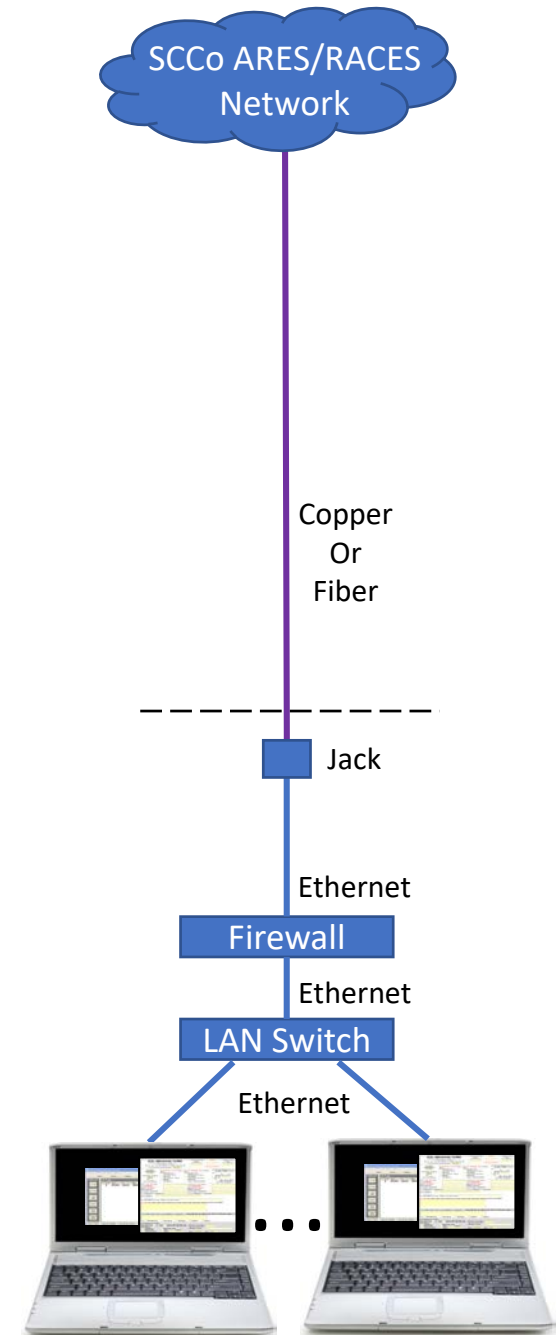 SCCo ARES/RACES
Network
Copper
Or
Fiber
Jack
Ethernet
Firewall
Ethernet
LAN Switch
Ethernet
...